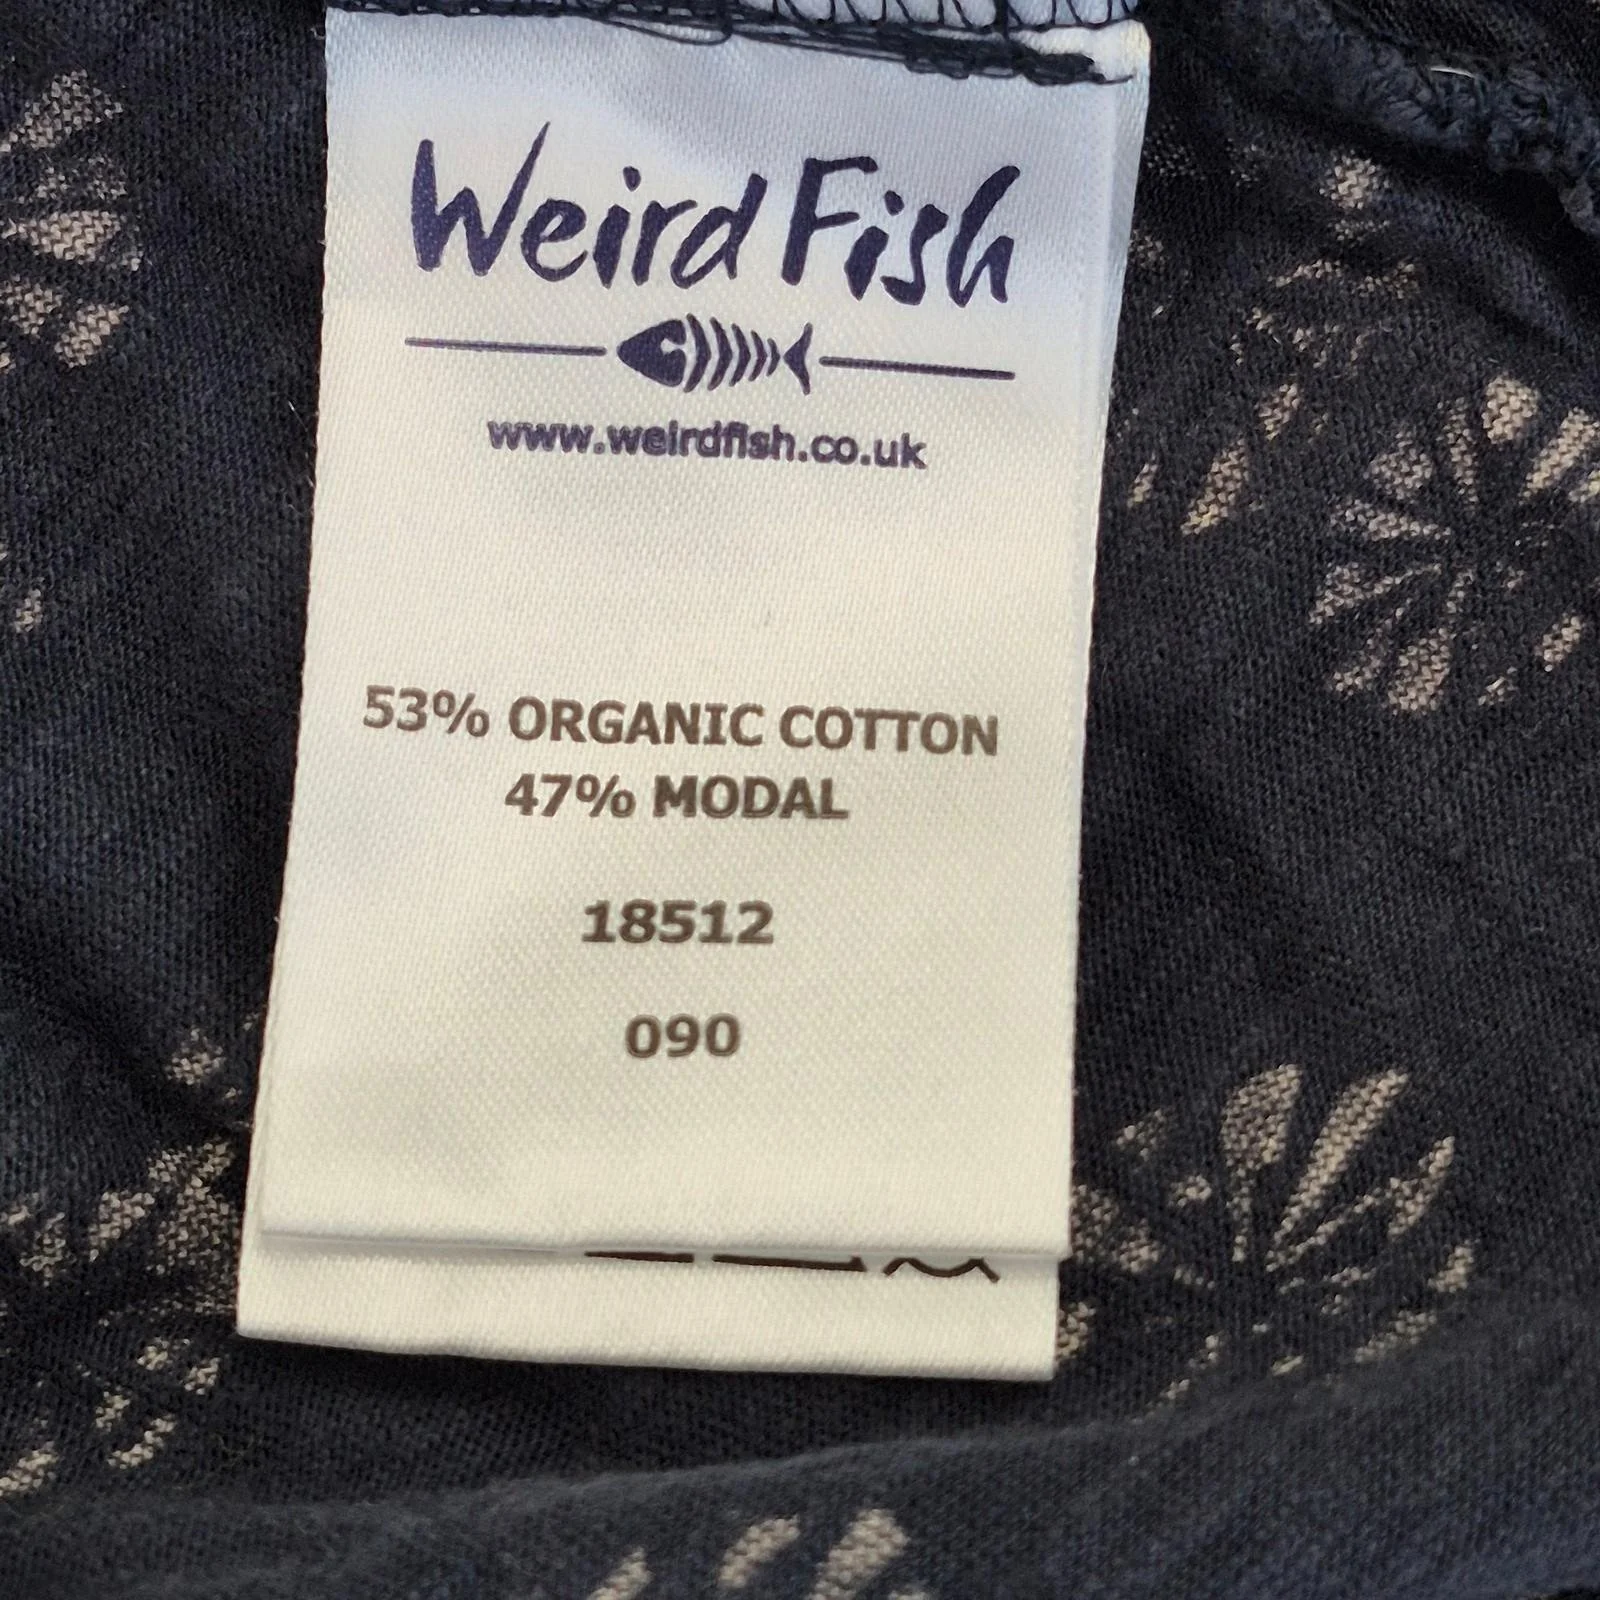 Weird Fish
www.weirdfish.co.uk
53% ORGANIC COTTON
47% MODAL
18512
090